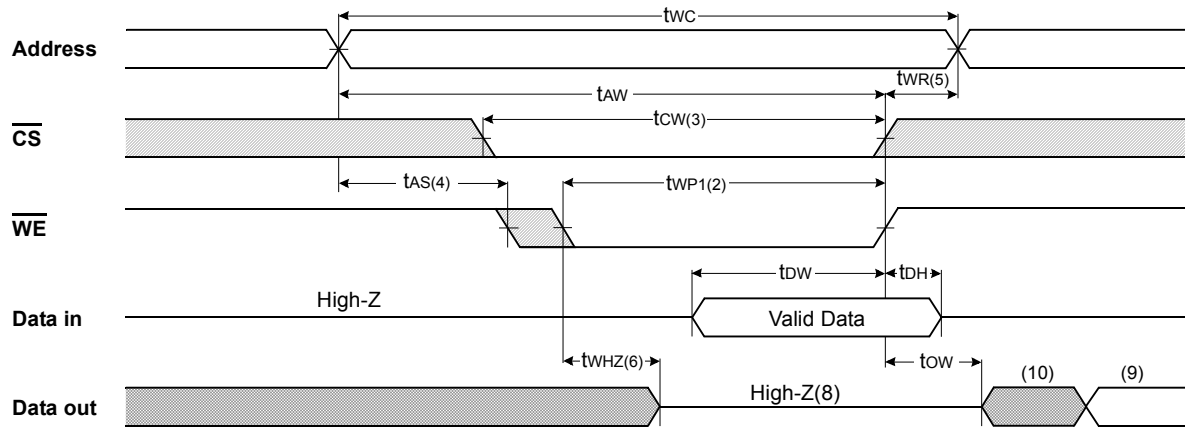 tWC
Address
tWR(5)
tAW
tCW(3)
CS
tAS(4)
tWP1(2)
WE
tDW
tDH
High-Z
Data in
Valid Data
tWHZ(6)
tOW
High-Z(8)
(10)
(9)
Data out